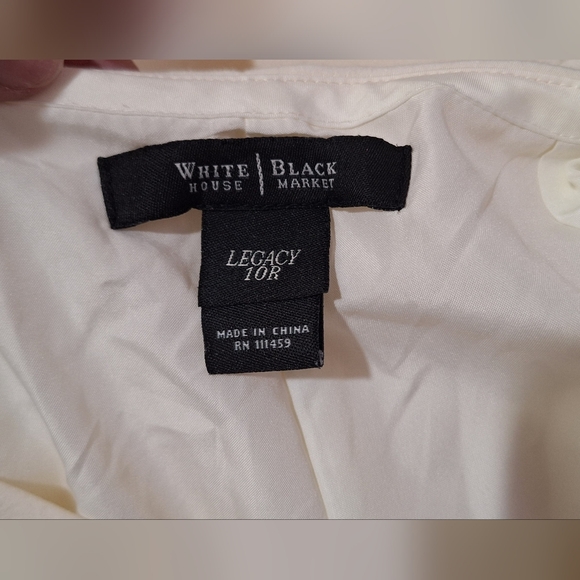 WHITE | BLACK
HOUSE MARKET
LEGACY
10R
MADE IN CHINA
RN 111459